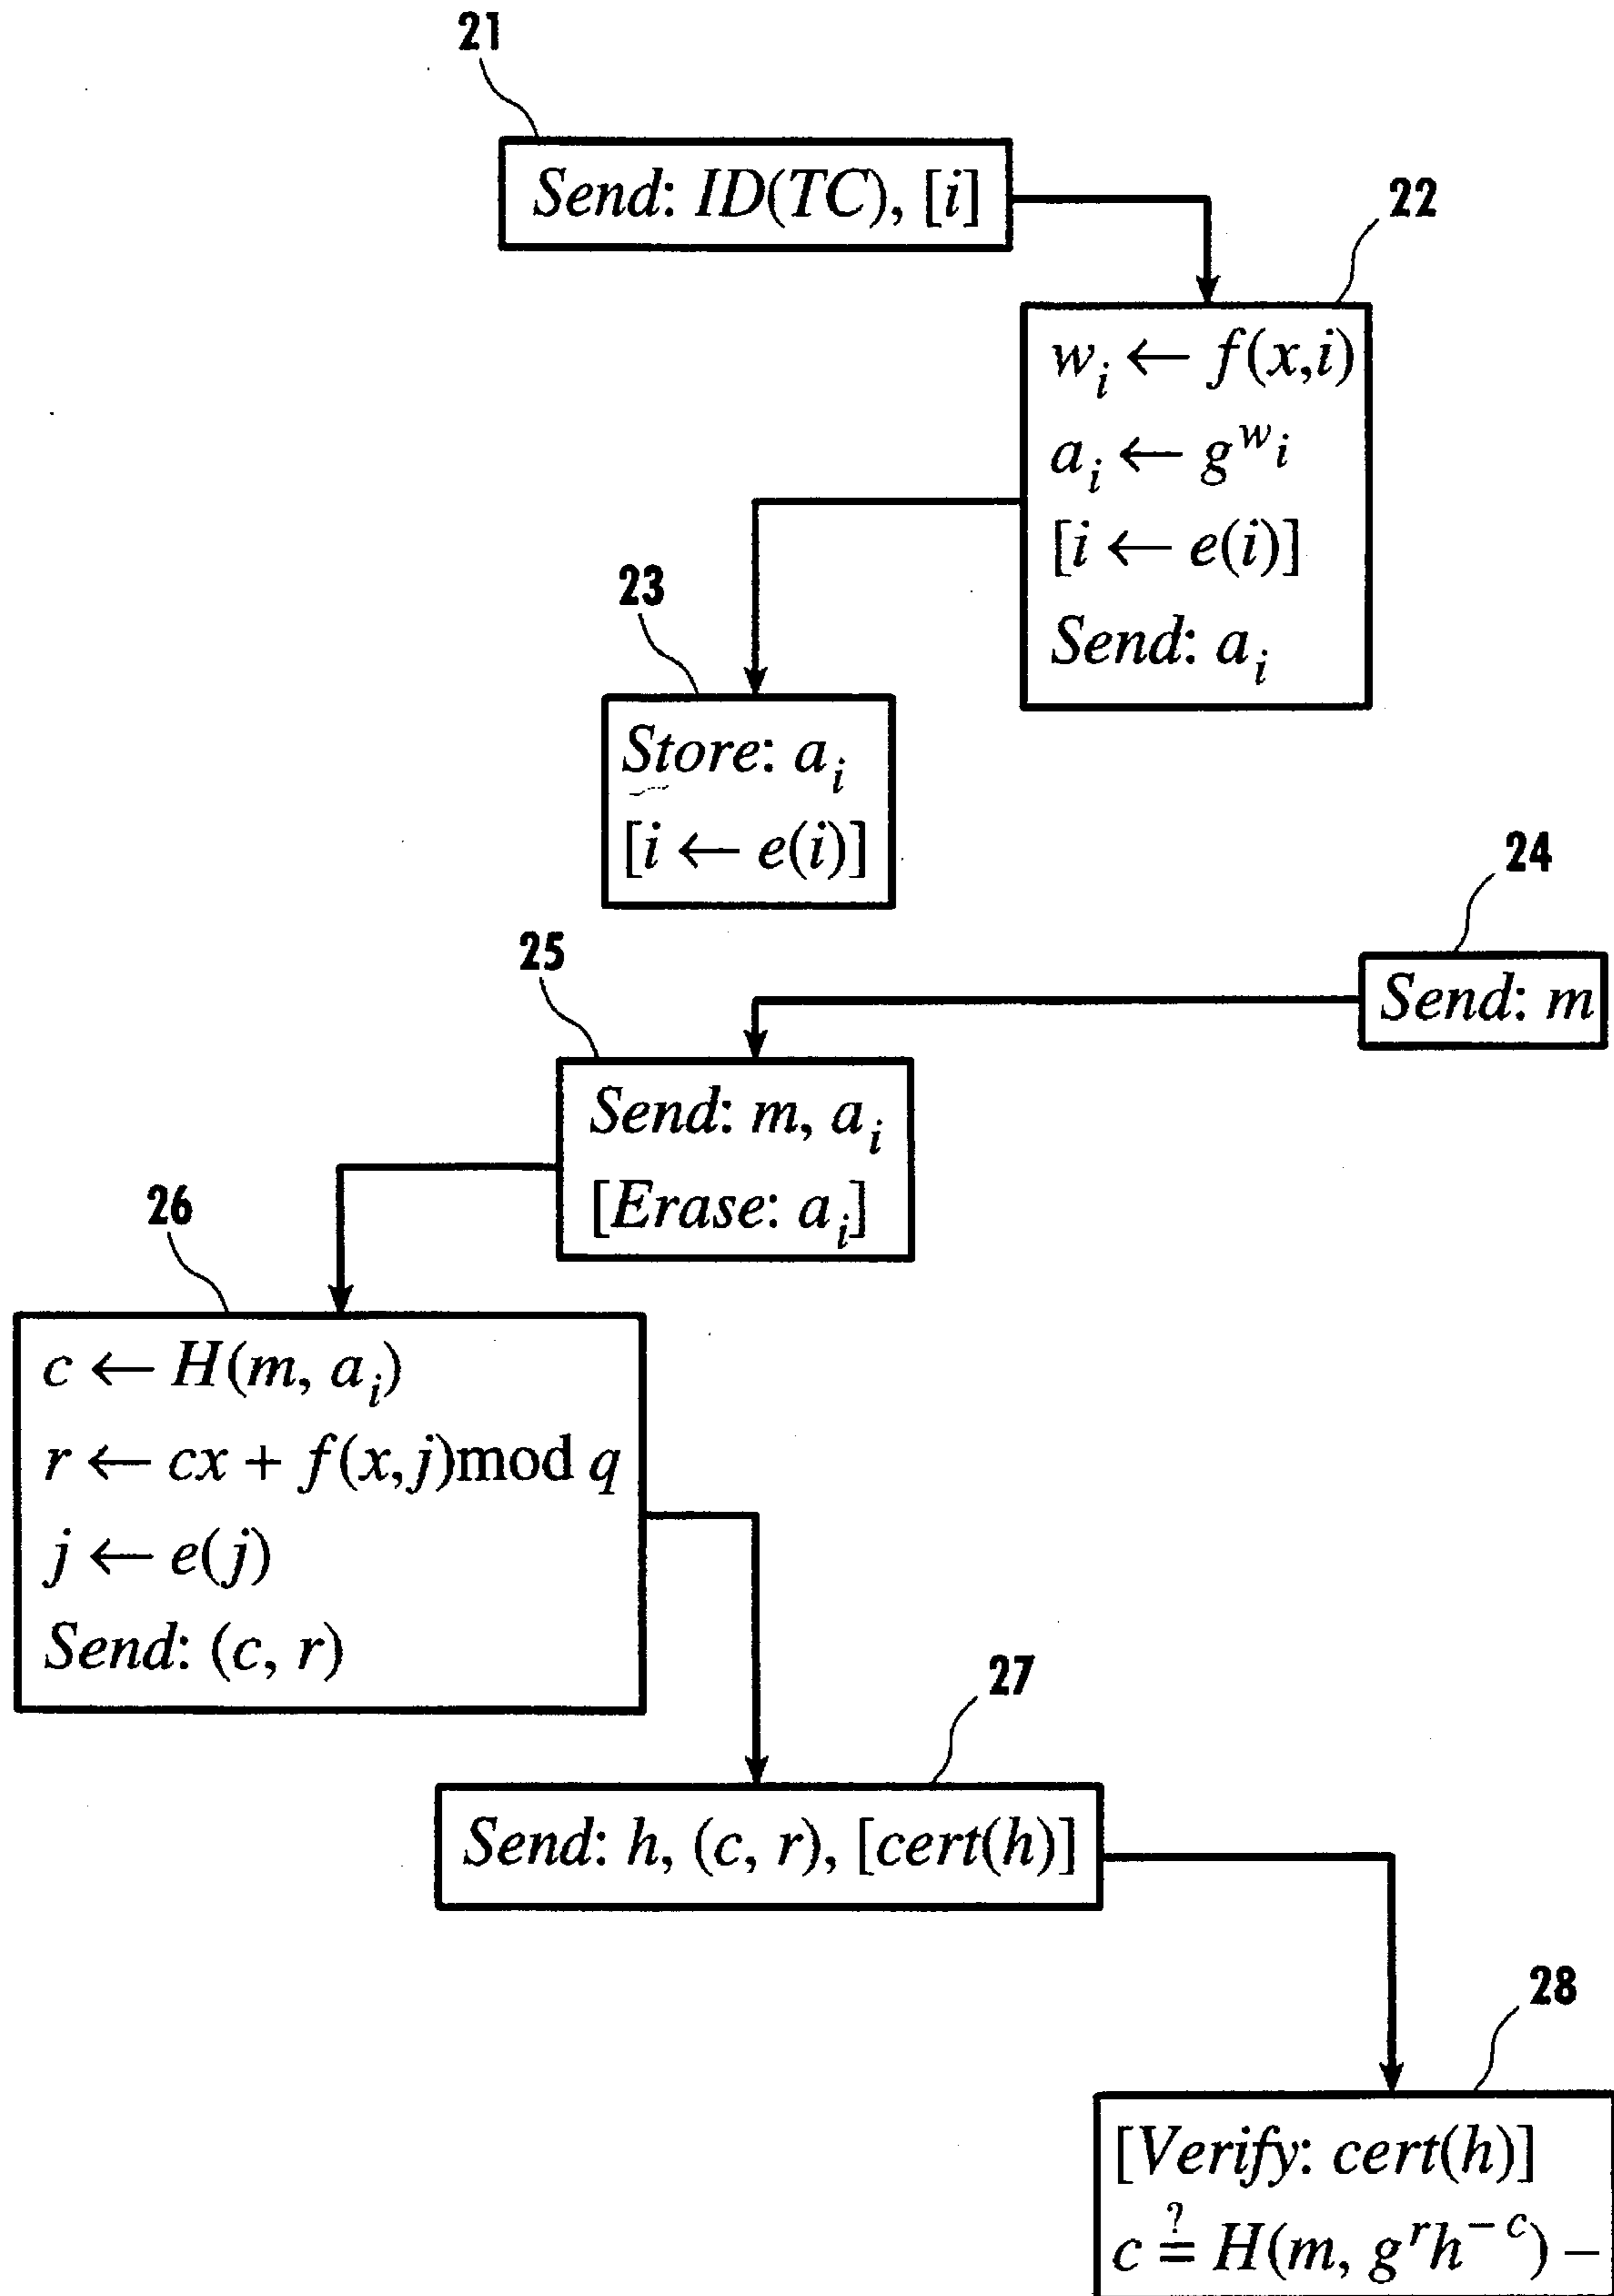 21
Send: ID(TC), [i]
22
w_i ← f(x,i)
a_i ← g^{w_i}
[i ← e(i)]
Send: a_i
23
Store: a_i
[i ← e(i)]
24
Send: m
25
Send: m, a_i
[Erase: a_i]
26
c ← H(m, a_i)
r ← cx + f(x,j)mod q
j ← e(j)
Send: (c, r)
27
Send: h, (c, r), [cert(h)]
28
[Verify: cert(h)]
c ≟ H(m, g^r h^{-c}) –